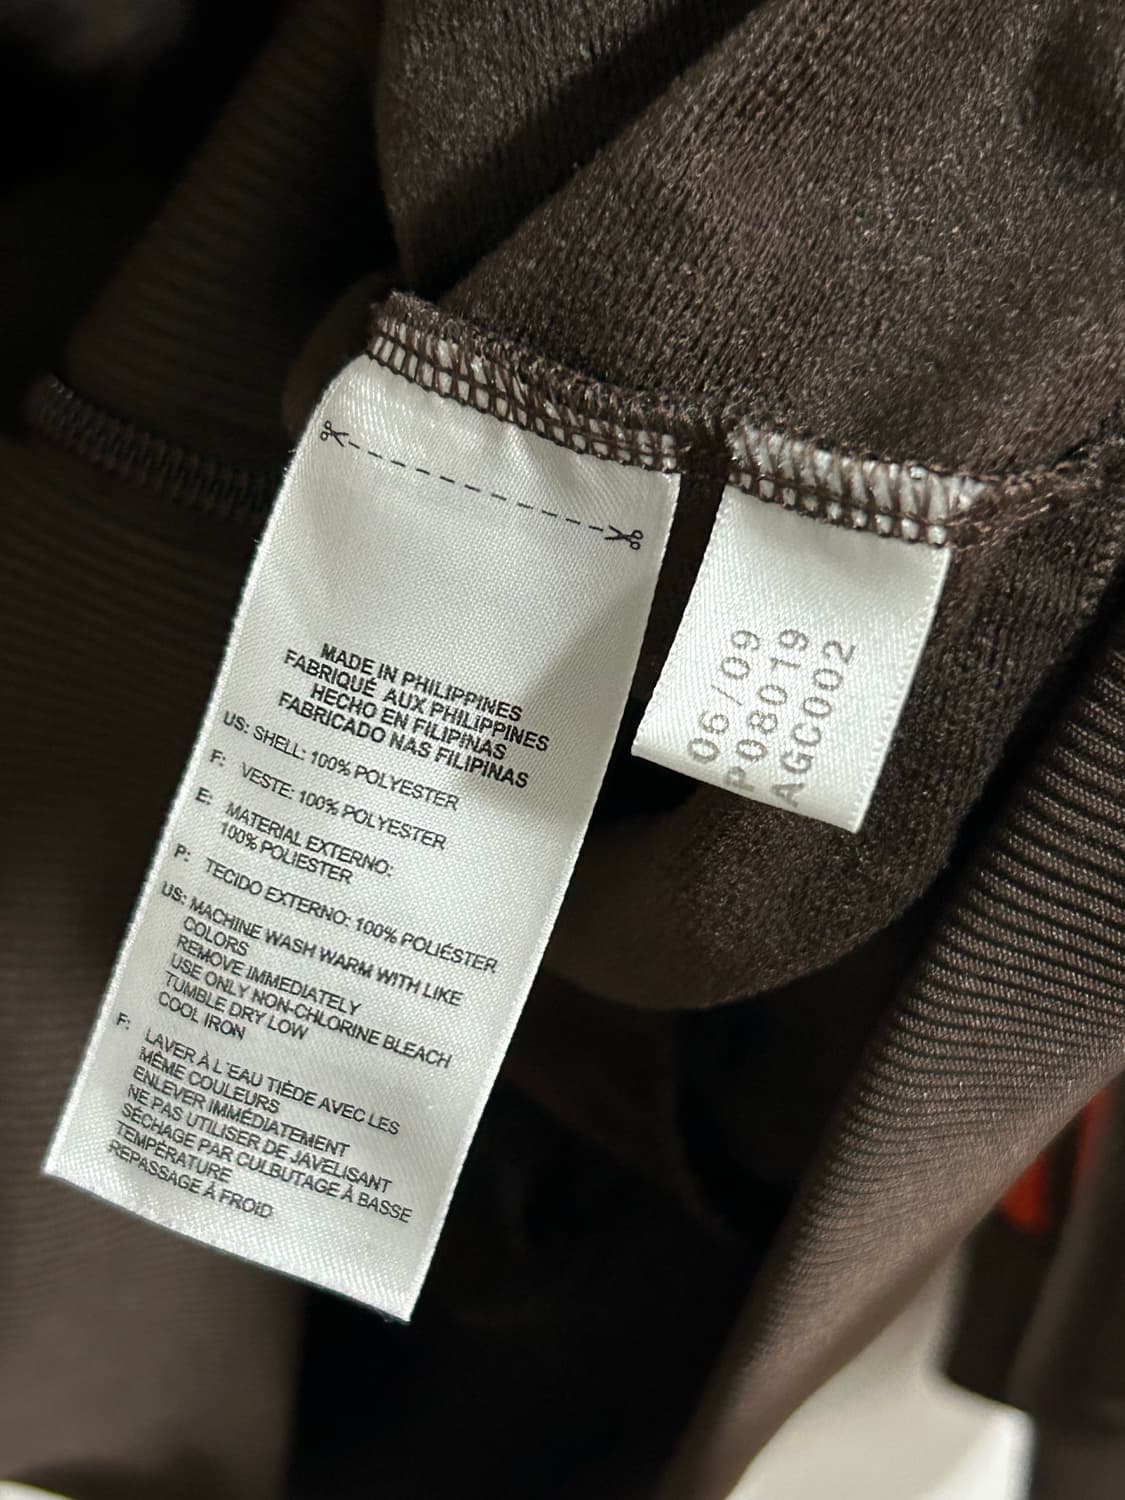 MADE IN PHILIPPINES
FABRIQUÉ AUX PHILIPPINES
HECHO EN FILIPINAS
FABRICADO NAS FILIPINAS
US: SHELL: 100% POLYESTER
F: VESTE: 100% POLYESTER
E: MATERIAL EXTERNO:
100% POLIESTER
P: TECIDO EXTERNO: 100% POLIÉSTER
US: MACHINE WASH WARM WITH LIKE
COLORS
REMOVE IMMEDIATELY
USE ONLY NON-CHLORINE BLEACH
TUMBLE DRY LOW
COOL IRON
F: LAVER À L'EAU TIÈDE AVEC LES
MÊME COULEURS
ENLEVER IMMÉDIATEMENT
NE PAS UTILISER DE JAVELISANT
SÉCHAGE PAR CULBUTAGE À BASSE
TEMPÉRATURE
REPASSAGE À FROID
06/09
P08019
AGC002